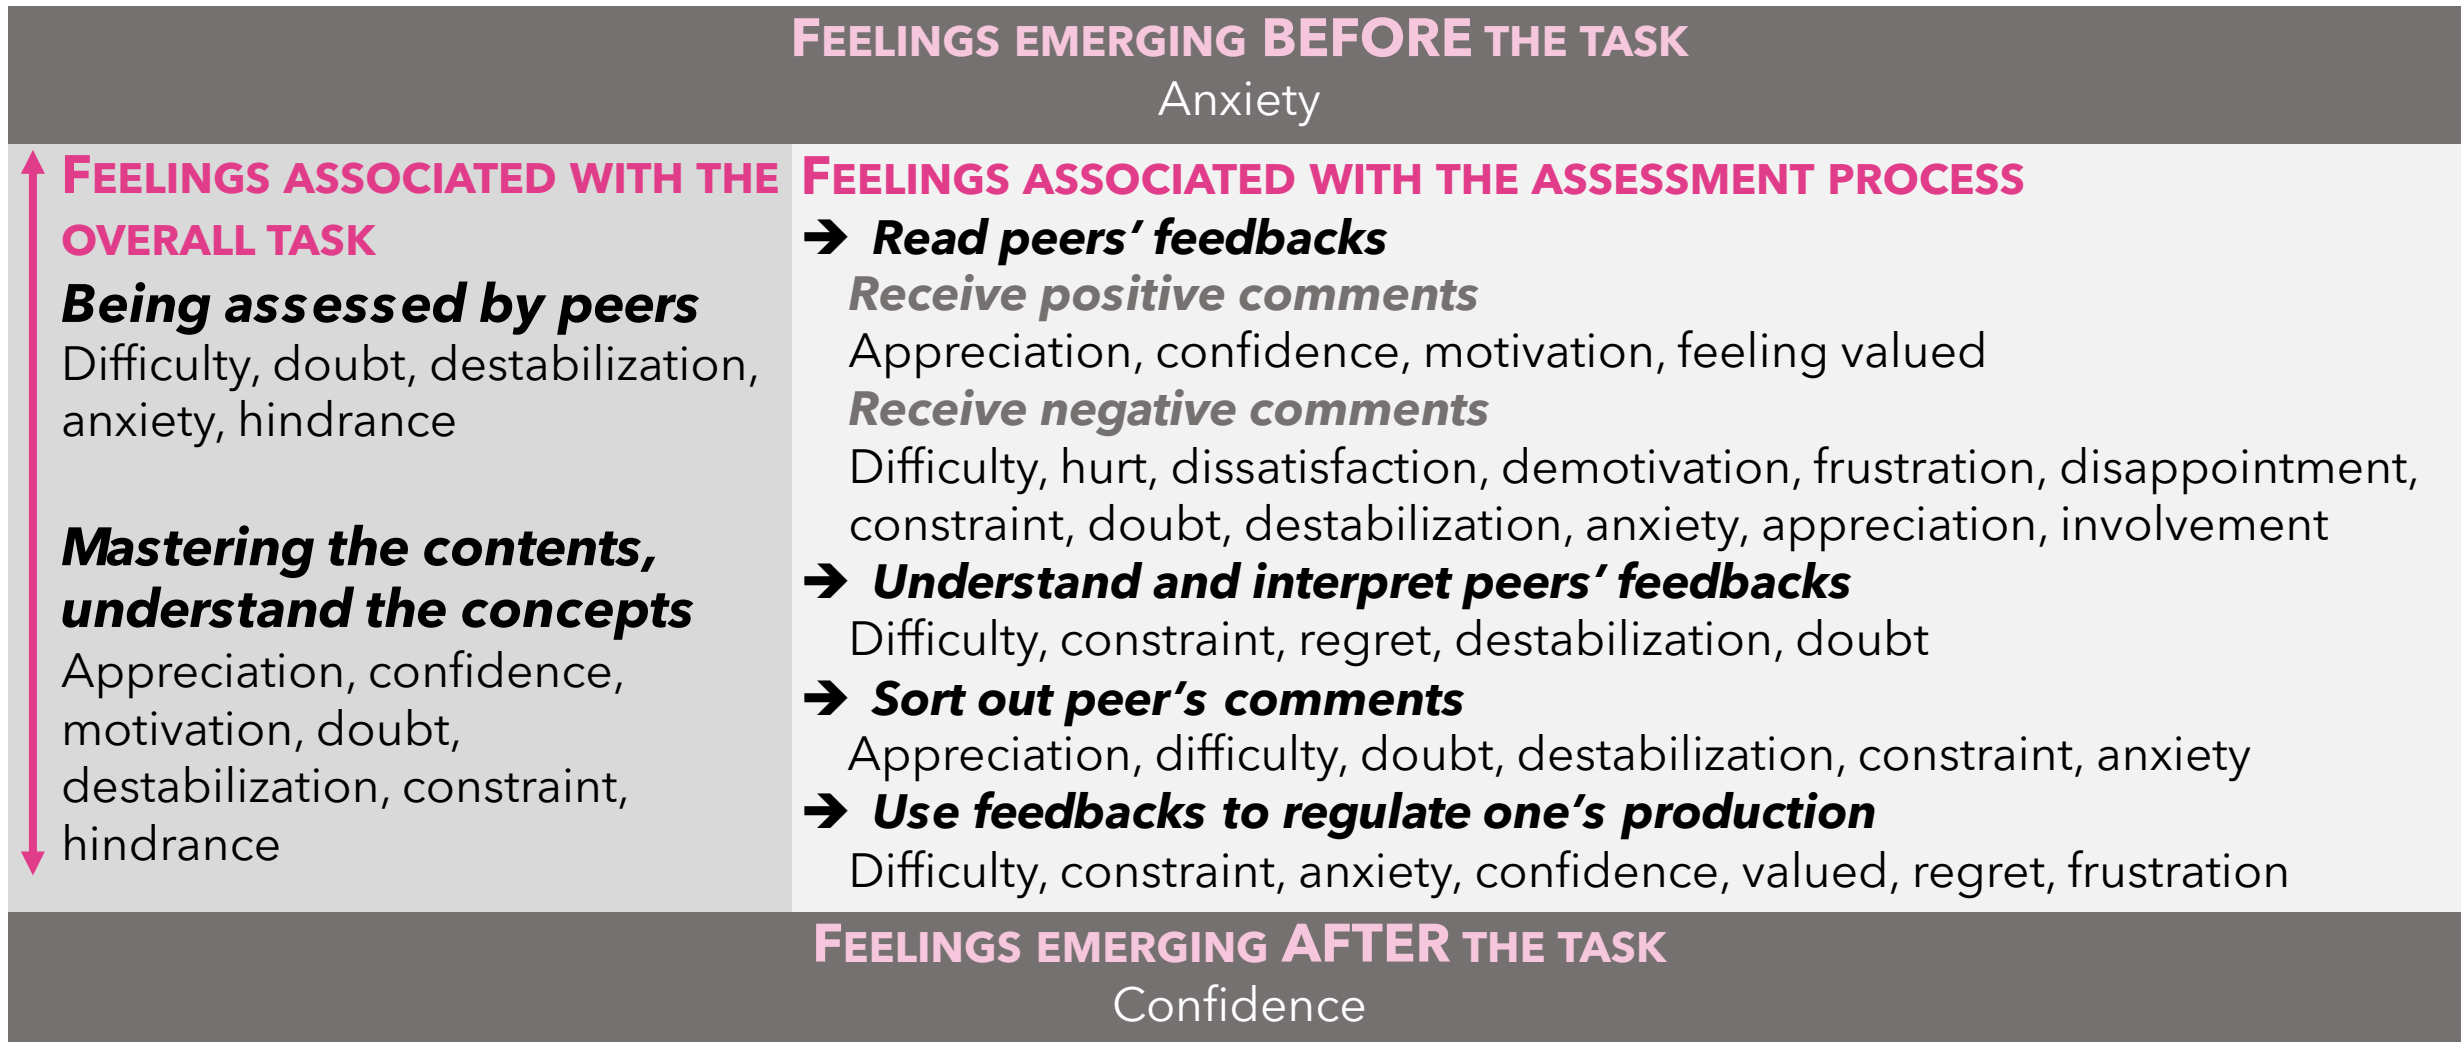 FEELINGS EMERGING BEFORE THE TASK
Anxiety
FEELINGS ASSOCIATED WITH THE
OVERALL TASK
Being assessed by peers
Difficulty, doubt, destabilization,
anxiety, hindrance
Mastering the contents,
understand the concepts
Appreciation, confidence,
motivation, doubt,
destabilization, constraint,
hindrance
FEELINGS ASSOCIATED WITH THE ASSESSMENT PROCESS
➔ Read peers’ feedbacks
Receive positive comments
Appreciation, confidence, motivation, feeling valued
Receive negative comments
Difficulty, hurt, dissatisfaction, demotivation, frustration, disappointment,
constraint, doubt, destabilization, anxiety, appreciation, involvement
➔ Understand and interpret peers’ feedbacks
Difficulty, constraint, regret, destabilization, doubt
➔ Sort out peer’s comments
Appreciation, difficulty, doubt, destabilization, constraint, anxiety
➔ Use feedbacks to regulate one’s production
Difficulty, constraint, anxiety, confidence, valued, regret, frustration
FEELINGS EMERGING AFTER THE TASK
Confidence